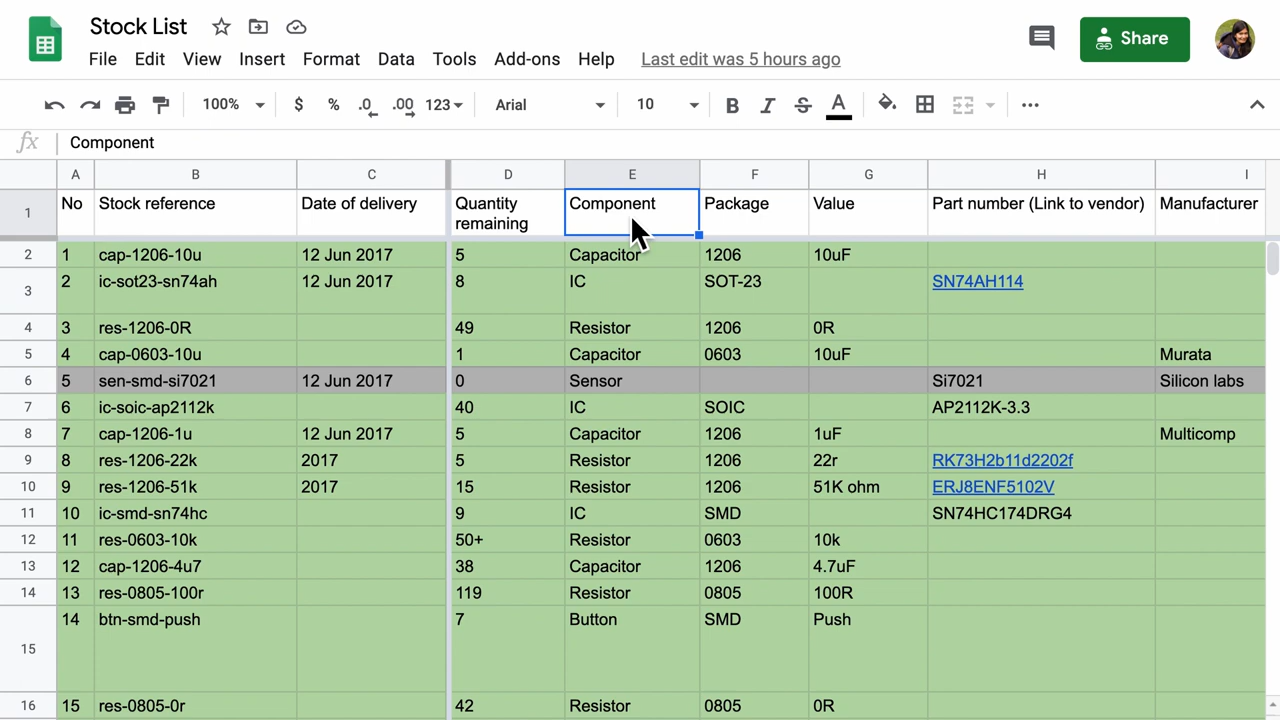 Stock List
File Edit View Insert Format Data Tools Add-ons Help Last edit was 5 hours ago
Share
100% $ % .0 .00 123 Arial 10 B I S A
fx Component
A B C D E F G H I
1 No Stock reference Date of delivery Quantity remaining Component Package Value Part number (Link to vendor) Manufacturer
2 1 cap-1206-10u 12 Jun 2017 5 Capacitor 1206 10uF
3 2 ic-sot23-sn74ah 12 Jun 2017 8 IC SOT-23 SN74AH114
4 3 res-1206-0R 49 Resistor 1206 0R
5 4 cap-0603-10u 1 Capacitor 0603 10uF Murata
6 5 sen-smd-si7021 12 Jun 2017 0 Sensor Si7021 Silicon labs
7 6 ic-soic-ap2112k 40 IC SOIC AP2112K-3.3
8 7 cap-1206-1u 12 Jun 2017 5 Capacitor 1206 1uF Multicomp
9 8 res-1206-22k 2017 5 Resistor 1206 22r RK73H2b11d2202f
10 9 res-1206-51k 2017 15 Resistor 1206 51K ohm ERJ8ENF5102V
11 10 ic-smd-sn74hc 9 IC SMD SN74HC174DRG4
12 11 res-0603-10k 50+ Resistor 0603 10k
13 12 cap-1206-4u7 38 Capacitor 1206 4.7uF
14 13 res-0805-100r 119 Resistor 0805 100R
15 14 btn-smd-push 7 Button SMD Push
16 15 res-0805-0r 42 Resistor 0805 0R